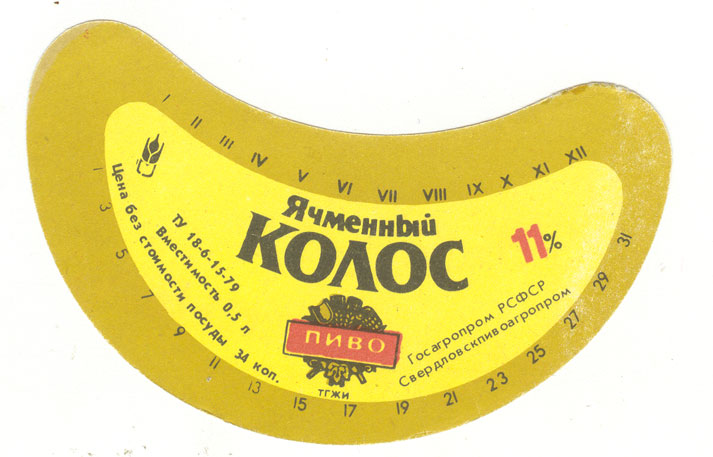 I II III IV V VI VII VIII IX X XI XII
Ячменный
КОЛОС
11%
ТУ 18-6-15-79
Вместимость 0,5 л
Цена без стоимости посуды 34 коп.
ПИВО
ТГЖИ
Госагропром РСФСР
Свердловскпивоагропром
1 3 5 7 9 11 13 15 17 19 21 23 25 27 29 31